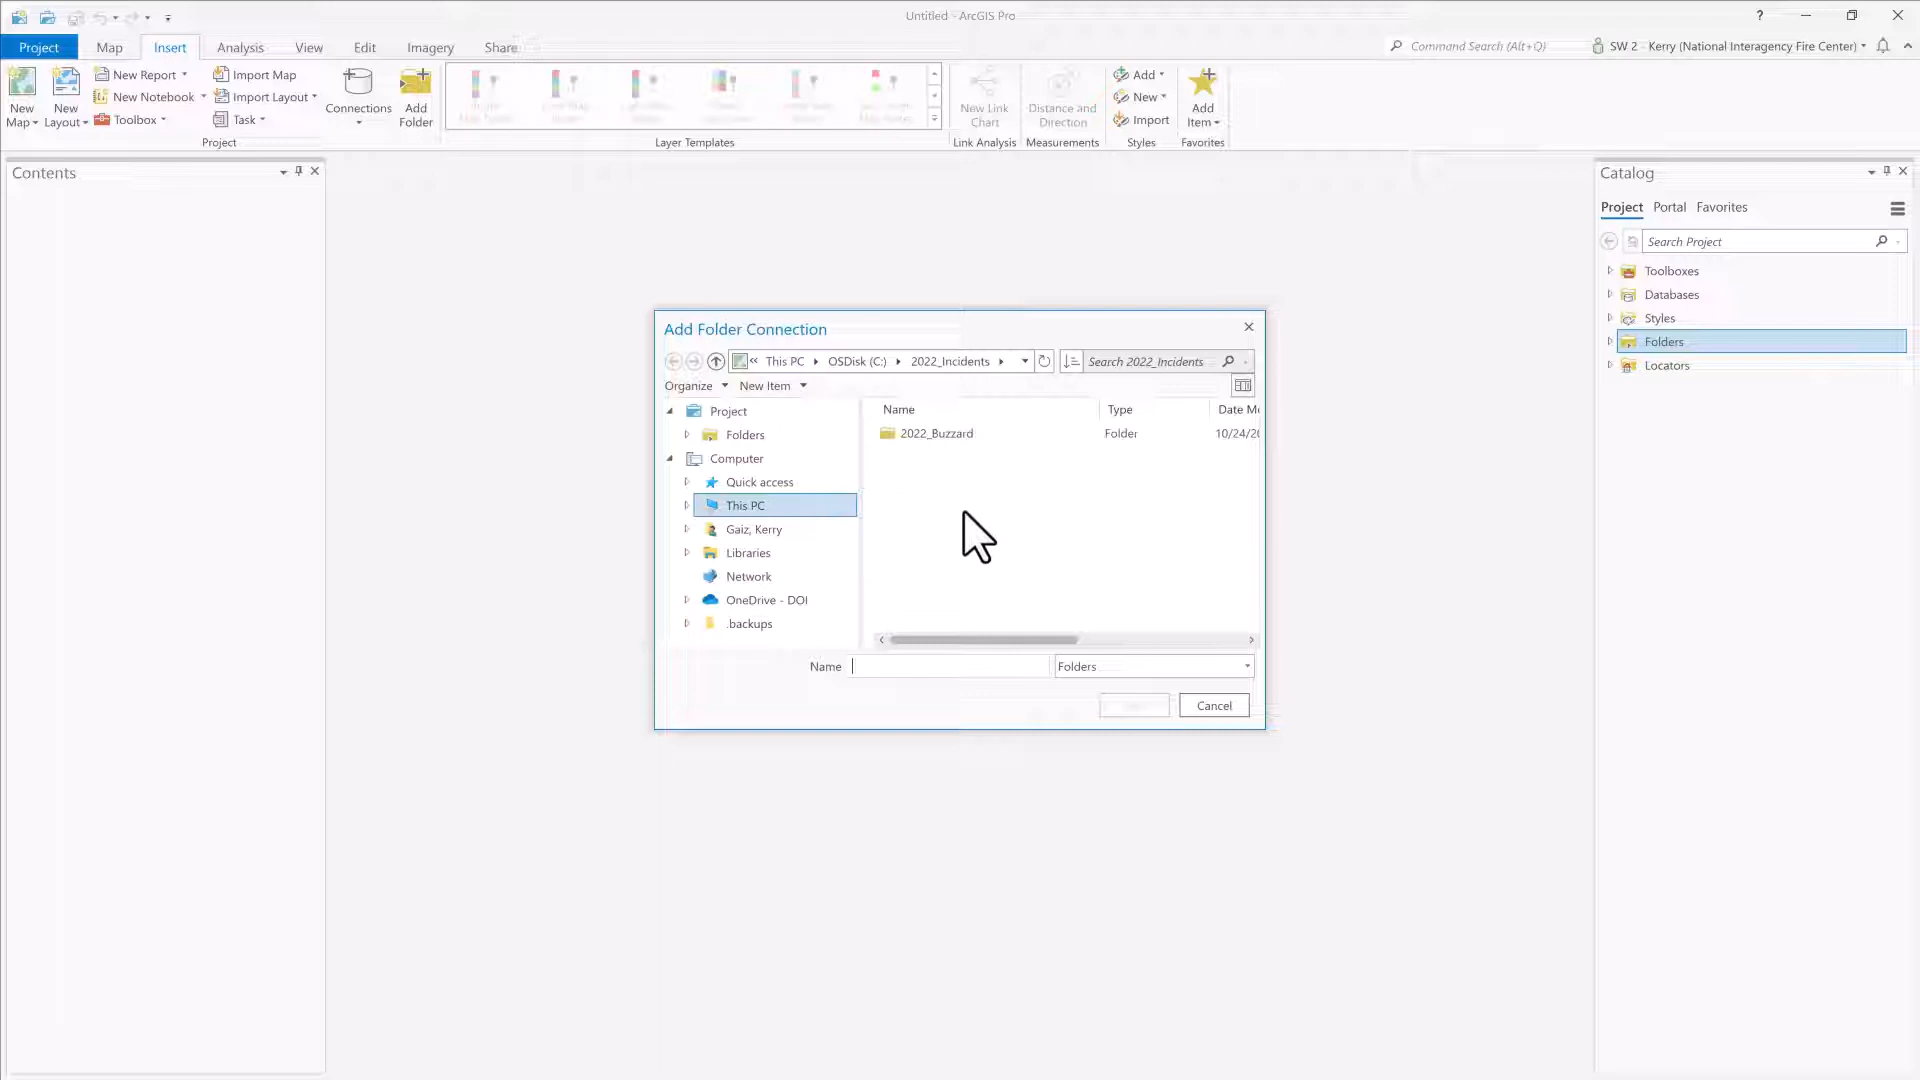 Untitled - ArcGIS Pro
?
Project Map Insert Analysis View Edit Imagery Share
Command Search (Alt+Q)
SW 2 - Kerry (National Interagency Fire Center)
New Map
New Layout
New Report
New Notebook
Toolbox
Import Map
Import Layout
Task
Connections
Add Folder
New Link Chart
Distance and Direction
Add
New
Import
Add Item
Project
Layer Templates
Link Analysis
Measurements
Styles
Favorites
Contents
Catalog
Project Portal Favorites
Search Project
Toolboxes
Databases
Styles
Folders
Locators
Add Folder Connection
« This PC OSDisk (C:) 2022_Incidents
Search 2022_Incidents
Organize New Item
Project
Folders
Computer
Quick access
This PC
Gaiz, Kerry
Libraries
Network
OneDrive - DOI
.backups
Name Type Date Mo
2022_Buzzard Folder 10/24/20
Name
Folders
Cancel